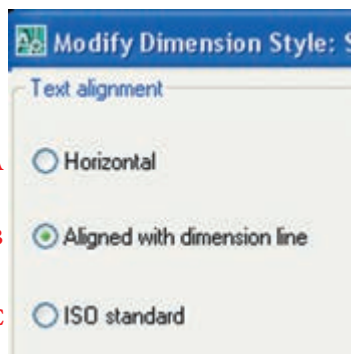 Modify Dimension Style: S
Text alignment
Horizontal
Aligned with dimension line
ISO standard